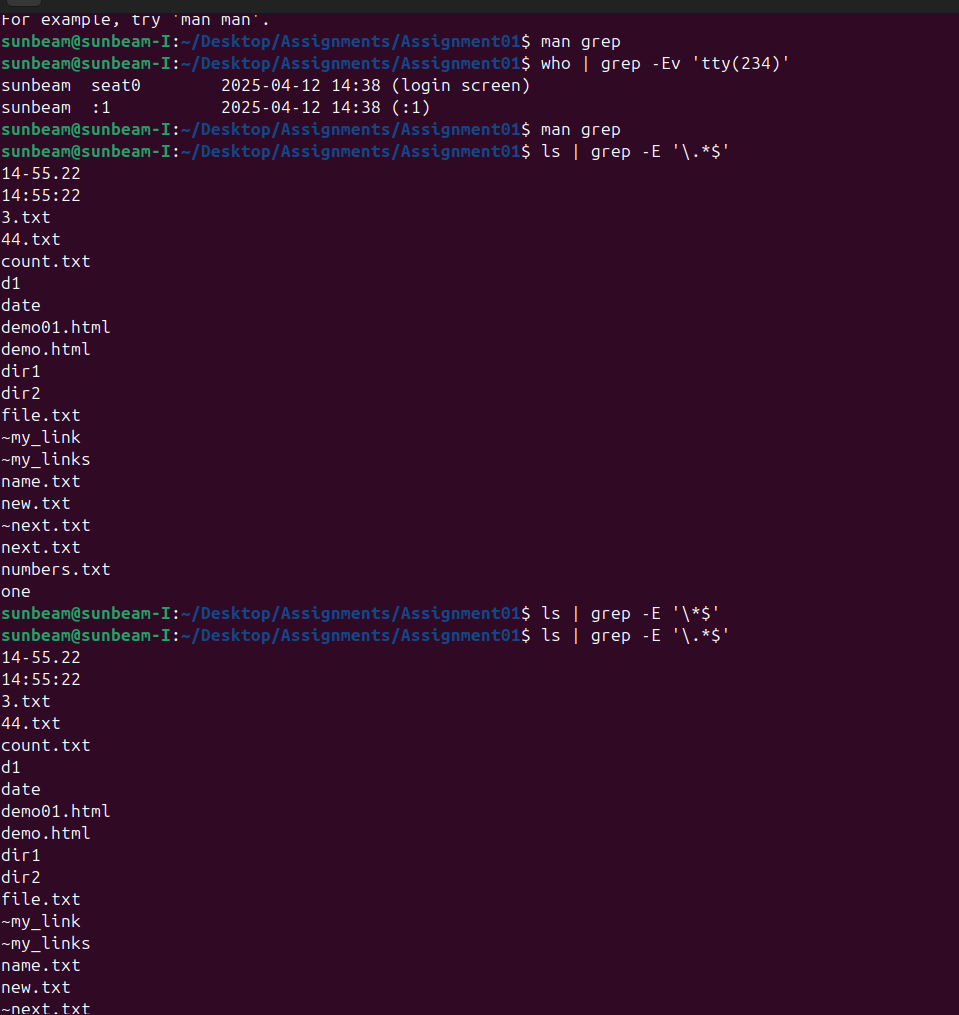 For example, try 'man man'.
sunbeam@sunbeam-I:~/Desktop/Assignments/Assignment01$ man grep
sunbeam@sunbeam-I:~/Desktop/Assignments/Assignment01$ who | grep -Ev 'tty(234)'
sunbeam  seat0        2025-04-12 14:38 (login screen)
sunbeam  :1           2025-04-12 14:38 (:1)
sunbeam@sunbeam-I:~/Desktop/Assignments/Assignment01$ man grep
sunbeam@sunbeam-I:~/Desktop/Assignments/Assignment01$ ls | grep -E '\.*$'
14-55.22
14:55:22
3.txt
44.txt
count.txt
d1
date
demo01.html
demo.html
dir1
dir2
file.txt
~my_link
~my_links
name.txt
new.txt
~next.txt
next.txt
numbers.txt
one
sunbeam@sunbeam-I:~/Desktop/Assignments/Assignment01$ ls | grep -E '\*$'
sunbeam@sunbeam-I:~/Desktop/Assignments/Assignment01$ ls | grep -E '\.*$'
14-55.22
14:55:22
3.txt
44.txt
count.txt
d1
date
demo01.html
demo.html
dir1
dir2
file.txt
~my_link
~my_links
name.txt
new.txt
~next.txt